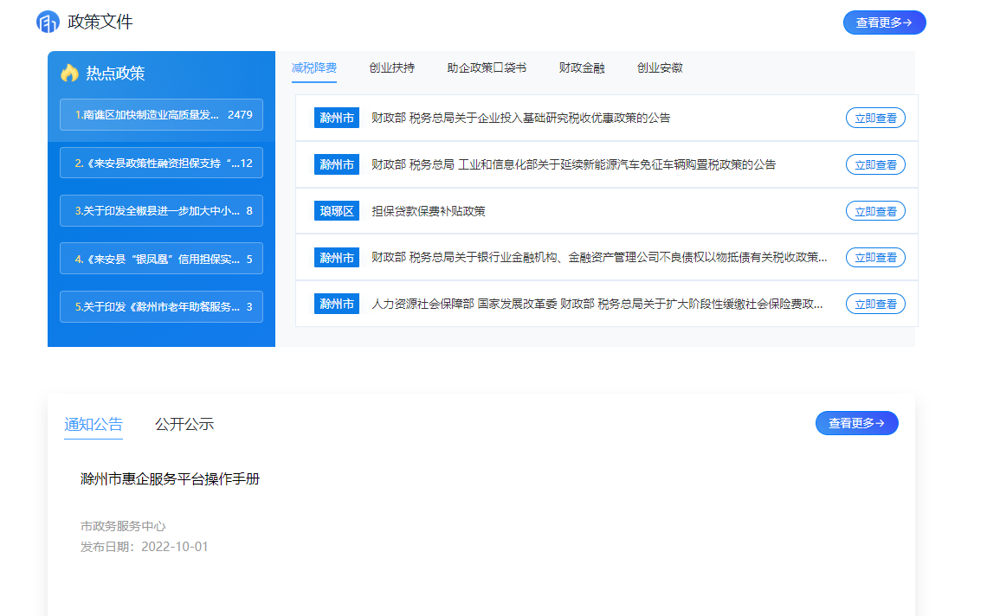 政策文件
查看更多→
热点政策
1.南谯区加快制造业高质量发... 2479
2.《来安县政策性融资担保支持“...12
3.关于印发全椒县进一步加大中小... 8
4.《来安县“银凤凰”信用担保实... 5
5.关于印发《滁州市老年助餐服务... 3
减税降费 创业扶持 助企政策口袋书 财政金融 创业安徽
滁州市 财政部 税务总局关于企业投入基础研究税收优惠政策的公告 立即查看
滁州市 财政部 税务总局 工业和信息化部关于延续新能源汽车免征车辆购置税政策的公告 立即查看
琅琊区 担保贷款保费补贴政策 立即查看
滁州市 财政部 税务总局关于银行业金融机构、金融资产管理公司不良债权以物抵债有关税收政策... 立即查看
滁州市 人力资源社会保障部 国家发展改革委 财政部 税务总局关于扩大阶段性缓缴社会保险费政... 立即查看
通知公告 公开公示 查看更多→
滁州市惠企服务平台操作手册
市政务服务中心
发布日期：2022-10-01